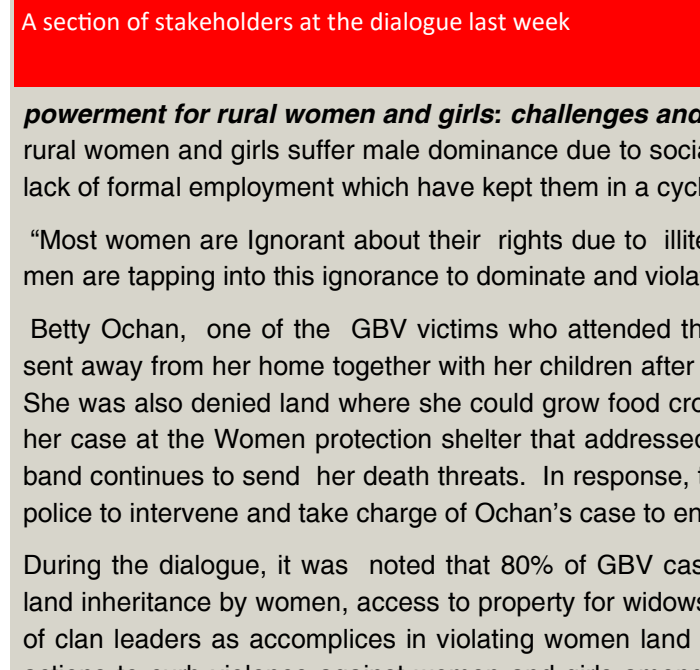 A section of stakeholders at the dialogue last week
powerment for rural women and girls: challenges and
rural women and girls suffer male dominance due to soci
lack of formal employment which have kept them in a cyc
“Most women are Ignorant about their rights due to illite
men are tapping into this ignorance to dominate and viola
Betty Ochan, one of the GBV victims who attended th
sent away from her home together with her children after
She was also denied land where she could grow food cro
her case at the Women protection shelter that addressed
band continues to send her death threats. In response, t
police to intervene and take charge of Ochan’s case to en
During the dialogue, it was noted that 80% of GBV cas
land inheritance by women, access to property for widows
of clan leaders as accomplices in violating women land